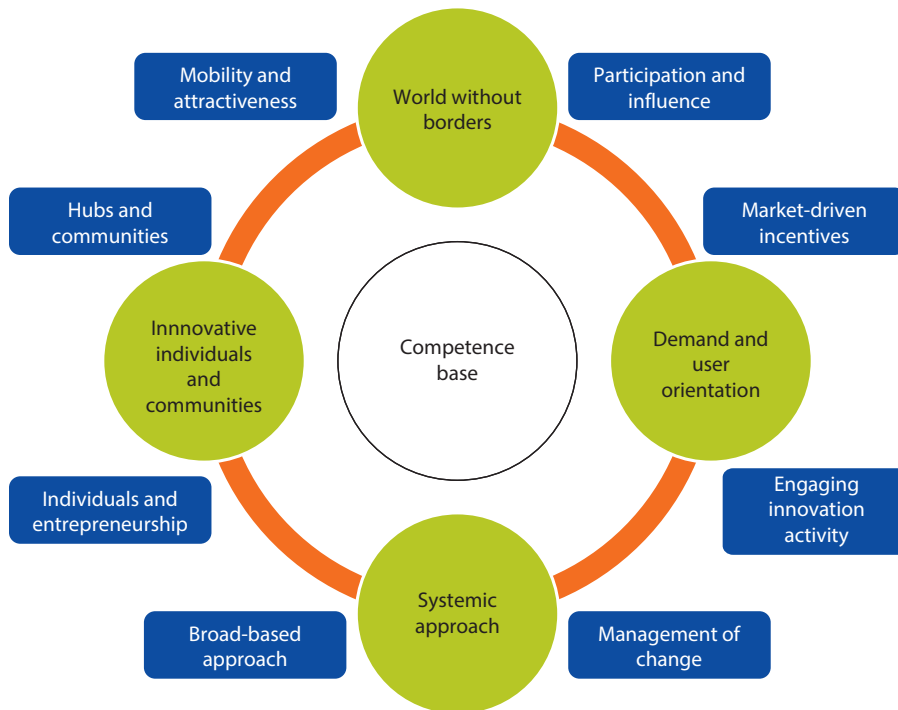 Mobility and
attractiveness
World without
borders
Participation and
influence
Hubs and
communities
Market-driven
incentives
Innnovative
individuals
and
communities
Competence
base
Demand and
user
orientation
Individuals and
entrepreneurship
Engaging
innovation
activity
Broad-based
approach
Systemic
approach
Management of
change